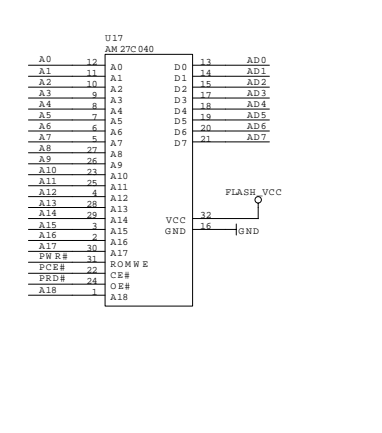 U17
AM27C040
A0 12 A0 D0 13 AD0
A1 11 A1 D1 14 AD1
A2 10 A2 D2 15 AD2
A3 9 A3 D3 17 AD3
A4 8 A4 D4 18 AD4
A5 7 A5 D5 19 AD5
A6 6 A6 D6 20 AD6
A7 5 A7 D7 21 AD7
A8 27 A8
A9 26 A9
A10 23 A10
A11 25 A11
A12 4 A12 FLASH_VCC
A13 28 A13
A14 29 A14 VCC 32
A15 3 A15 GND 16 GND
A16 2 A16
A17 30 A17
PWR# 31 ROMWE
PCE# 22 CE#
PRD# 24 OE#
A18 1 A18